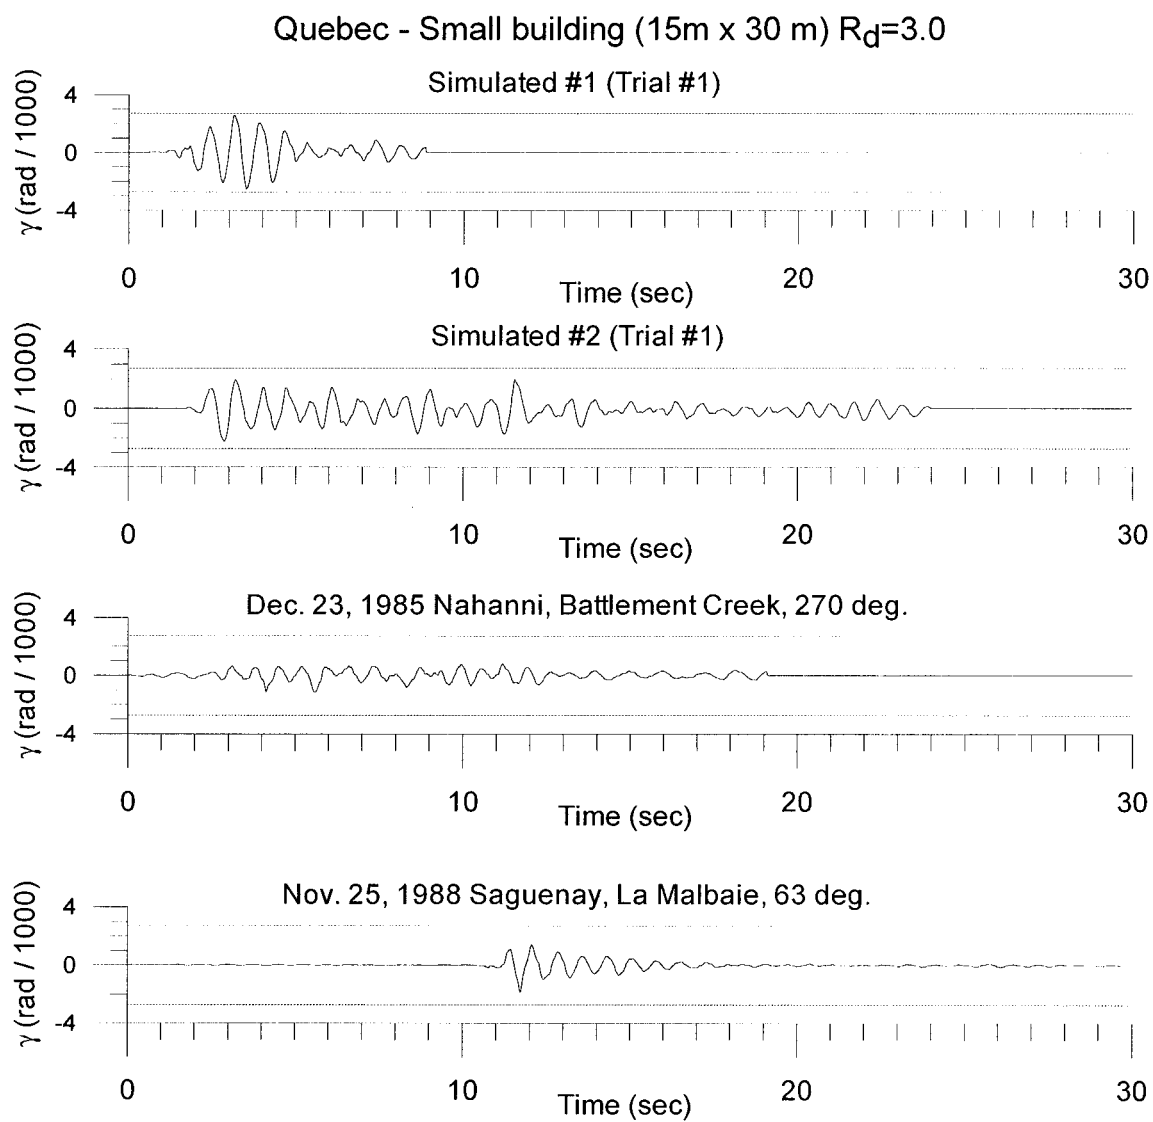 Quebec - Small building (15m x 30 m) Rd=3.0
Simulated #1 (Trial #1)
γ (rad / 1000)
4
0
-4
0 10 20 30
Time (sec)
Simulated #2 (Trial #1)
γ (rad / 1000)
4
0
-4
0 10 20 30
Time (sec)
Dec. 23, 1985 Nahanni, Battlement Creek, 270 deg.
γ (rad / 1000)
4
0
-4
0 10 20 30
Time (sec)
Nov. 25, 1988 Saguenay, La Malbaie, 63 deg.
γ (rad / 1000)
4
0
-4
0 10 20 30
Time (sec)